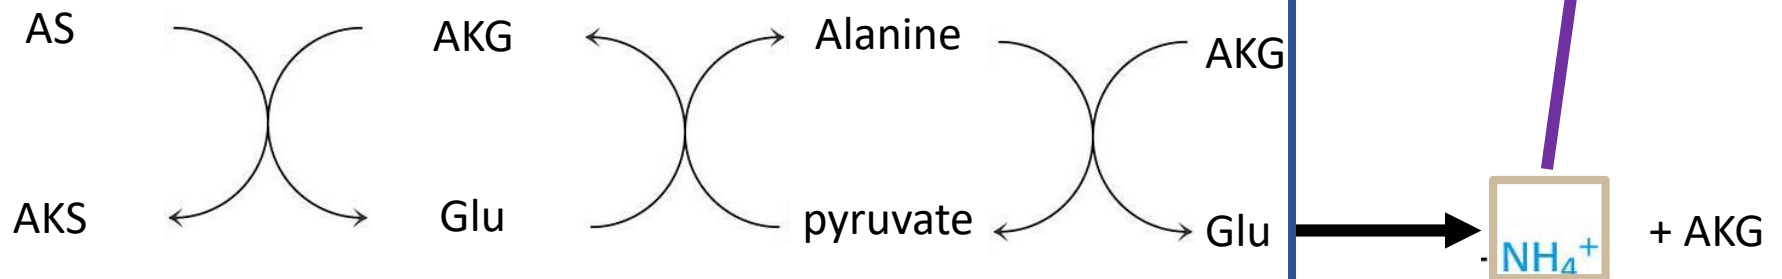 AS AKG Alanine AKG
AKS Glu pyruvate Glu NH₄⁺ + AKG